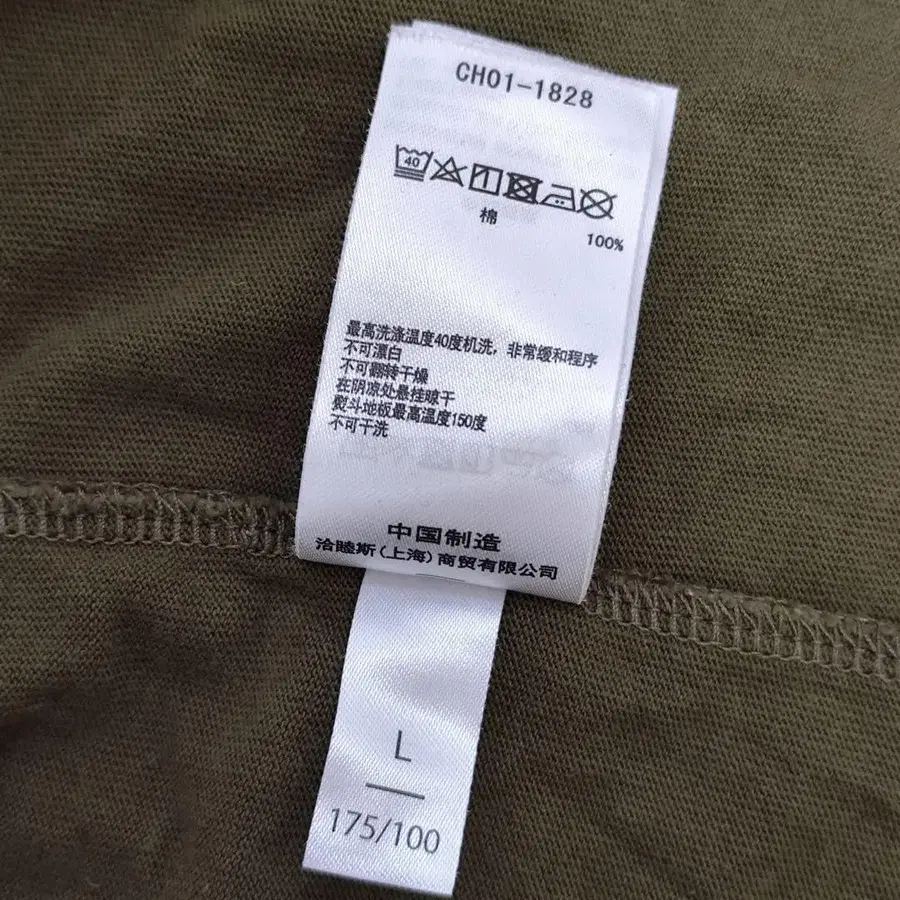 CH01-1828
40
棉
100%
最高洗涤温度40度机洗，非常缓和程序
不可漂白
不可翻转干燥
在阴凉处悬挂晾干
熨斗地板最高温度150度
不可干洗
中国制造
洽睦斯(上海)商贸有限公司
L
175/100